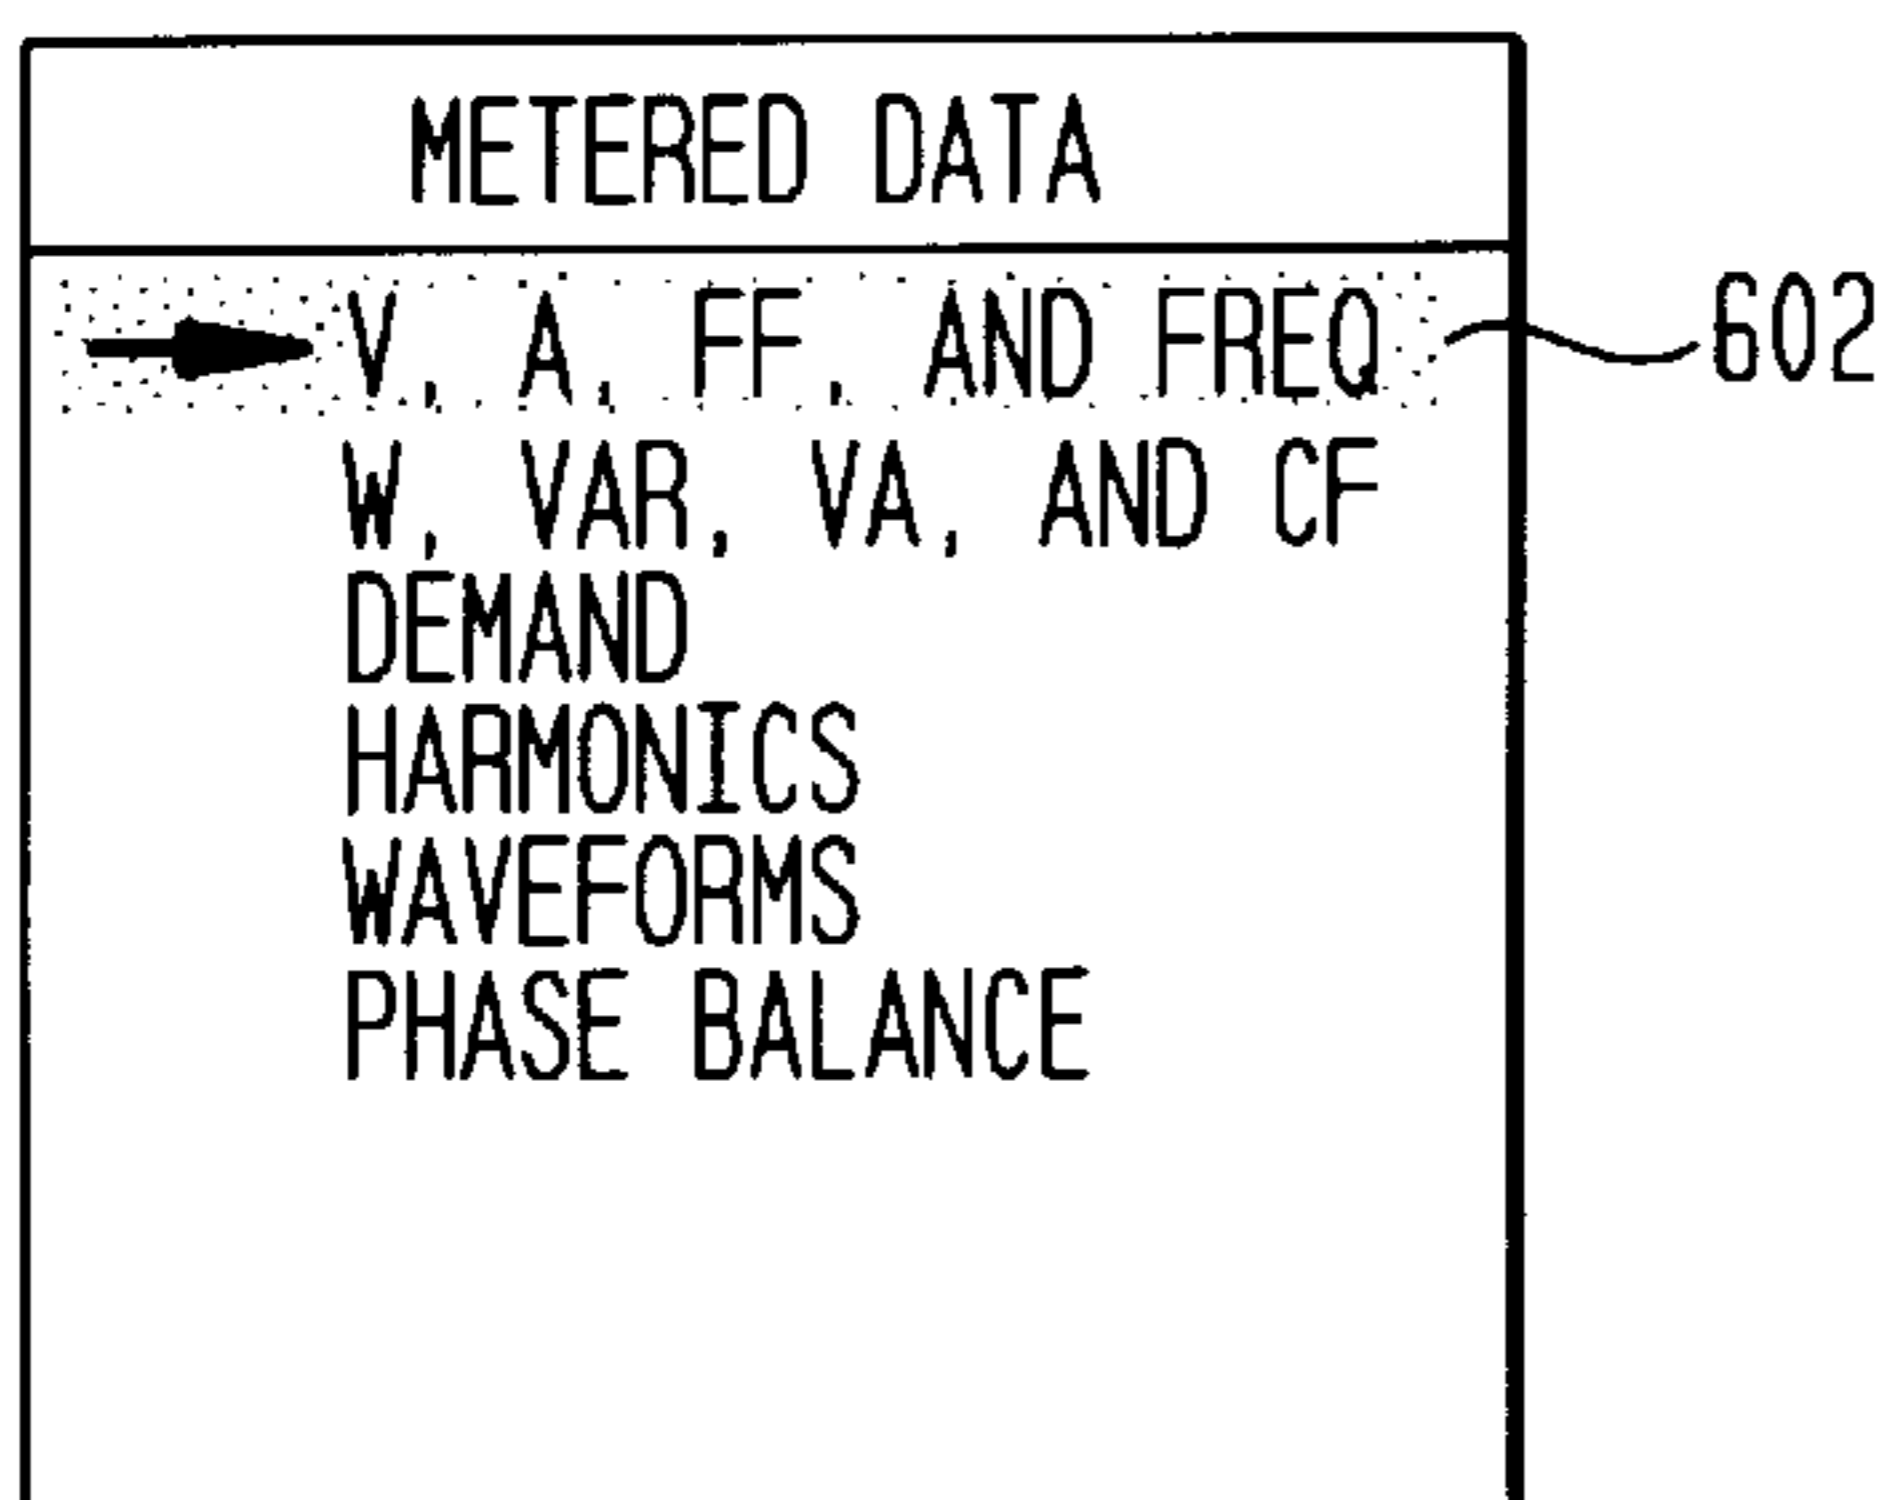 METERED DATA
V, A, FF, AND FREQ 602
W, VAR, VA, AND CF
DEMAND
HARMONICS
WAVEFORMS
PHASE BALANCE